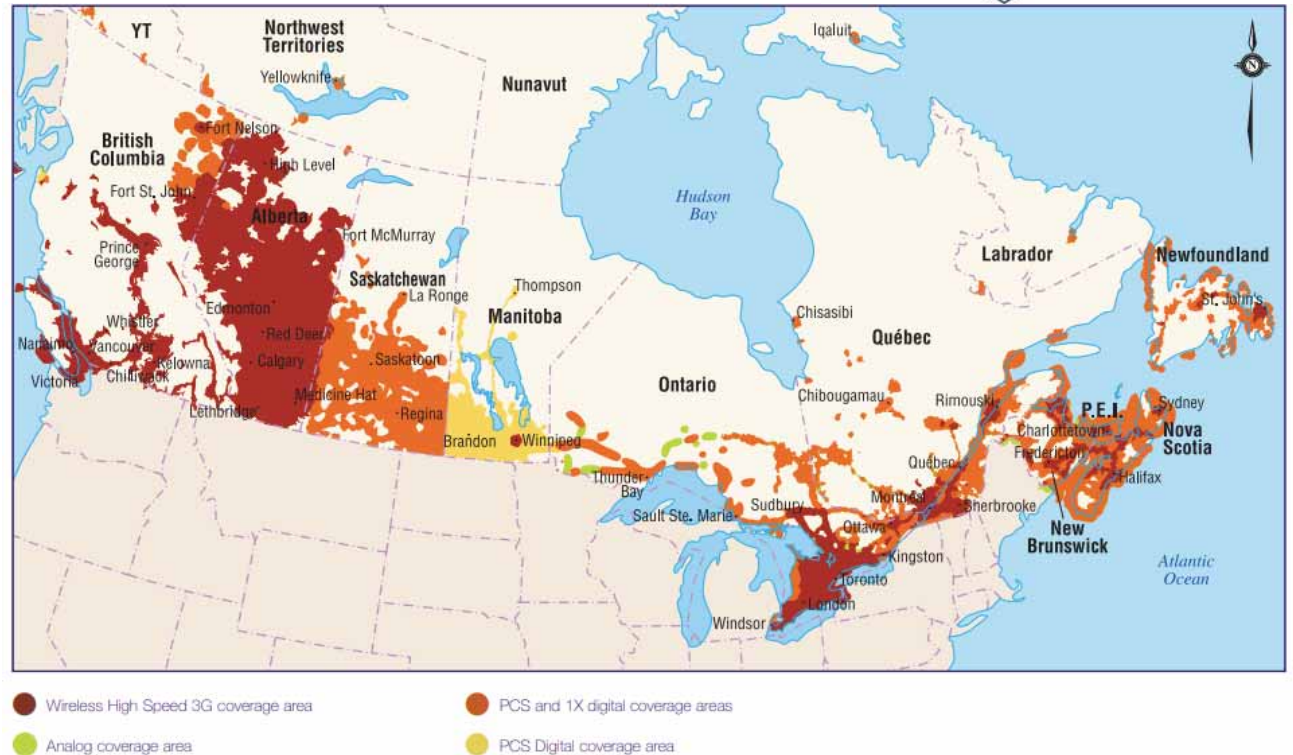 YT
Northwest
Territories
Iqaluit
Yellowknife
Nunavut
N
Fort Nelson
British
Columbia
High Level
Fort St. John
Hudson
Bay
Alberta
Fort McMurray
Labrador
Newfoundland
Prince
George
Saskatchewan
La Ronge
Thompson
St. John's
Edmonton
Manitoba
Chisasibi
Whistler
Red Deer
Québec
Nanaimo
Vancouver
Kelowna
Calgary
Saskatoon
Victoria
Chilliwack
Ontario
Medicine Hat
Chibougamau
Rimouski
P.E.I.
Sydney
Lethbridge
Regina
Charlottetown
Nova
Scotia
Brandon
Winnipeg
Fredericton
Québec
Halifax
Thunder
Bay
Montréal
Sudbury
Sherbrooke
Sault Ste. Marie
Ottawa
New
Brunswick
Kingston
Atlantic
Ocean
Toronto
London
Windsor
Wireless High Speed 3G coverage area
PCS and 1X digital coverage areas
Analog coverage area
PCS Digital coverage area